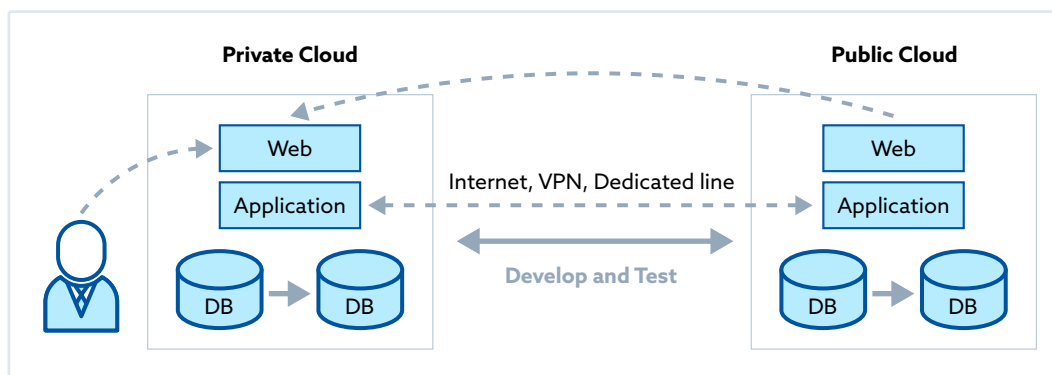 Private Cloud
Public Cloud
Web
Web
Internet, VPN, Dedicated line
Application
Application
Develop and Test
DB
DB
DB
DB